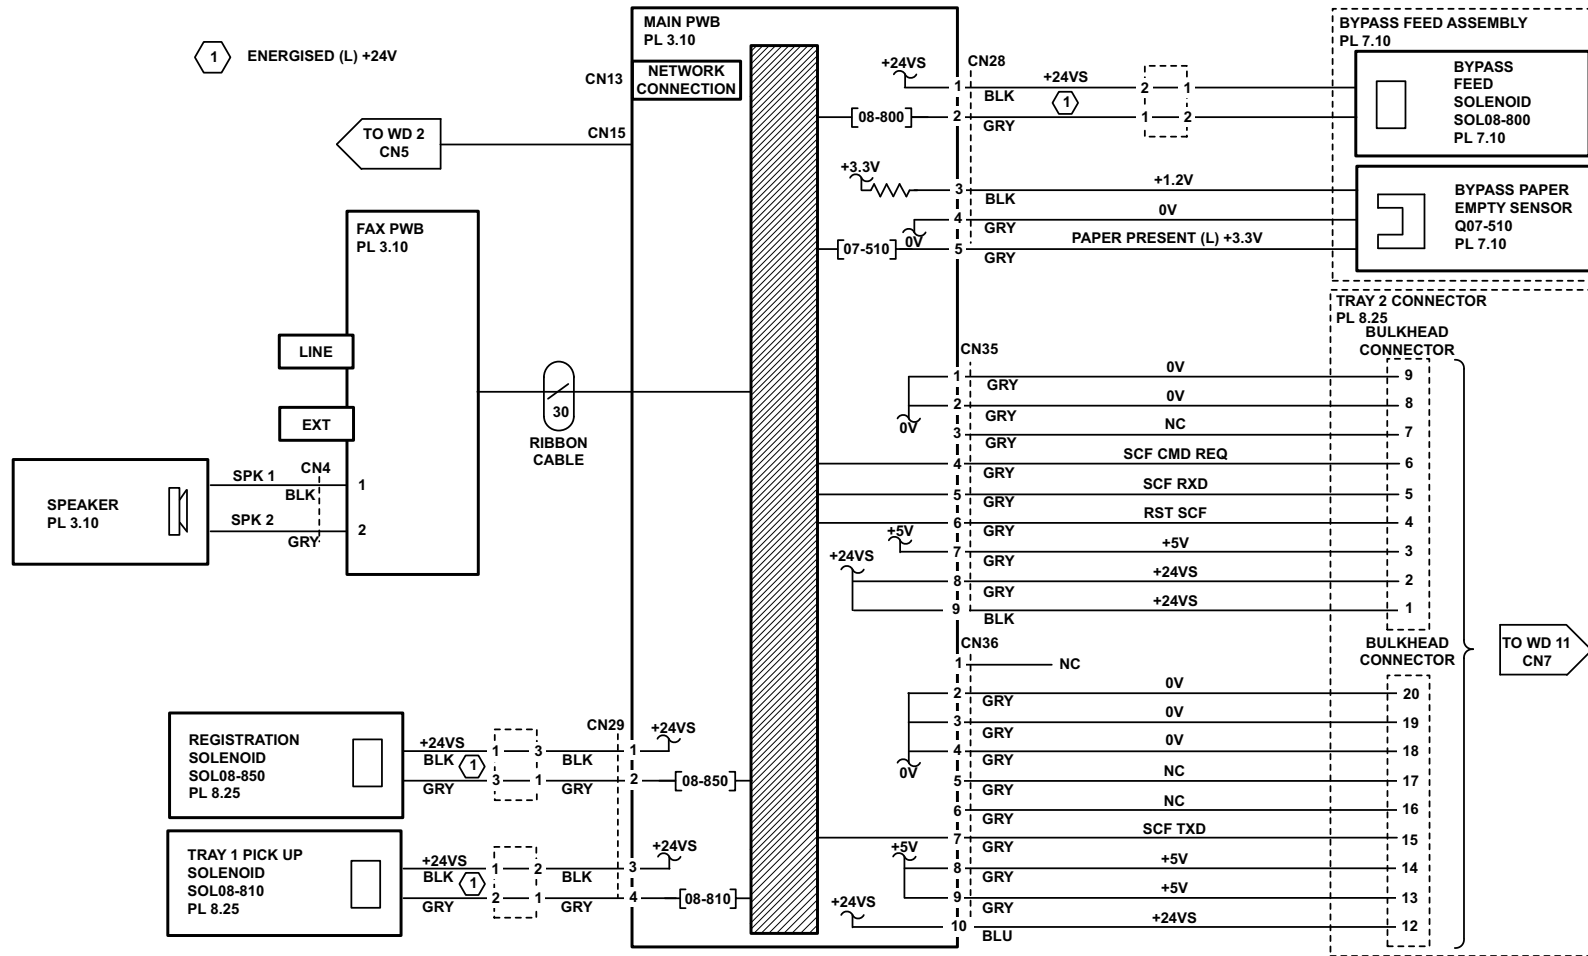 1 ENERGISED (L) +24V
MAIN PWB
PL 3.10
CN13
NETWORK
CONNECTION
CN15
TO WD 2
CN5
FAX PWB
PL 3.10
LINE
EXT
30
RIBBON
CABLE
SPEAKER
PL 3.10
SPK 1
BLK
SPK 2
GRY
CN4
1
2
REGISTRATION
SOLENOID
SOL08-850
PL 8.25
+24VS
BLK 1 1 3 BLK
GRY 3 1 GRY
CN29
1 +24VS
2 [08-850]
TRAY 1 PICK UP
SOLENOID
SOL08-810
PL 8.25
+24VS
BLK 1 1 2 BLK
GRY 2 1 GRY
3 +24VS
4 [08-810]
CN28
+24VS 1 BLK +24VS 1 2 1
[08-800] 2 GRY 1 2
+3.3V 3 BLK +1.2V
0V 4 GRY 0V
[07-510] 5 GRY PAPER PRESENT (L) +3.3V
BYPASS FEED ASSEMBLY
PL 7.10
BYPASS
FEED
SOLENOID
SOL08-800
PL 7.10
BYPASS PAPER
EMPTY SENSOR
Q07-510
PL 7.10
TRAY 2 CONNECTOR
PL 8.25
BULKHEAD
CONNECTOR
CN35
1 GRY 0V 9
2 GRY 0V 8
0V
3 GRY NC 7
4 GRY SCF CMD REQ 6
5 GRY SCF RXD 5
6 GRY RST SCF 4
+5V 7 GRY +5V 3
+24VS 8 GRY +24VS 2
9 BLK +24VS 1
CN36
BULKHEAD
CONNECTOR
1 NC
2 GRY 0V 20
3 GRY 0V 19
4 GRY 0V 18
0V
5 GRY NC 17
6 GRY NC 16
7 GRY SCF TXD 15
+5V 8 GRY +5V 14
9 GRY +5V 13
+24VS 10 BLU +24VS 12
TO WD 11
CN7